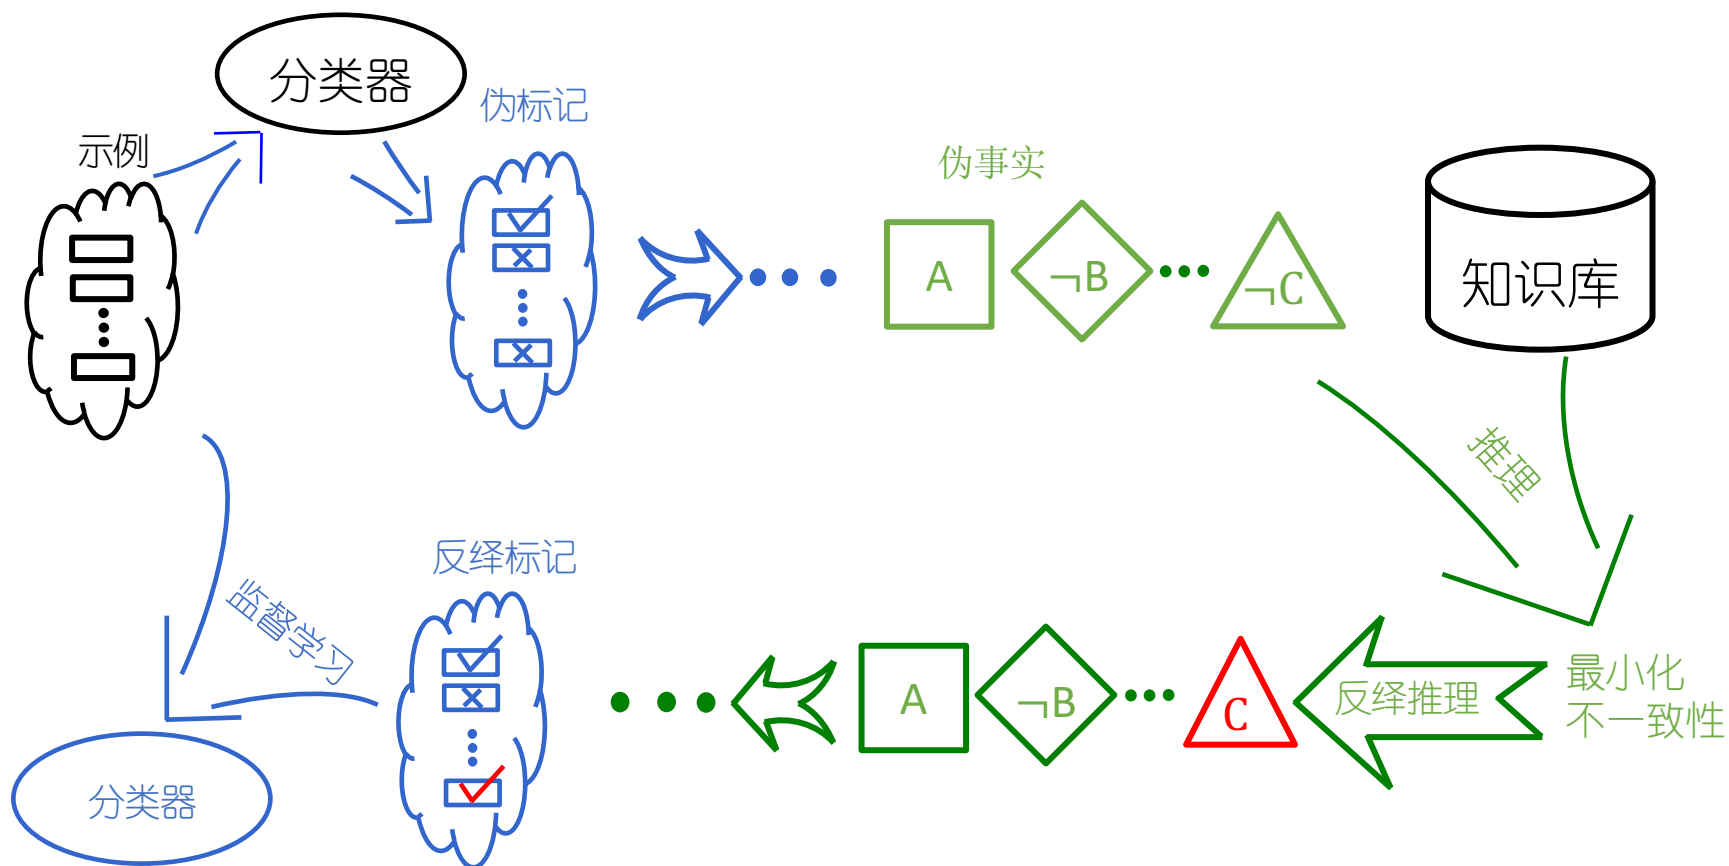 分类器
伪标记
示例
伪事实
A
¬B
¬C
知识库
推理
反绎标记
监督学习
A
¬B
C
反绎推理
最小化
不一致性
分类器